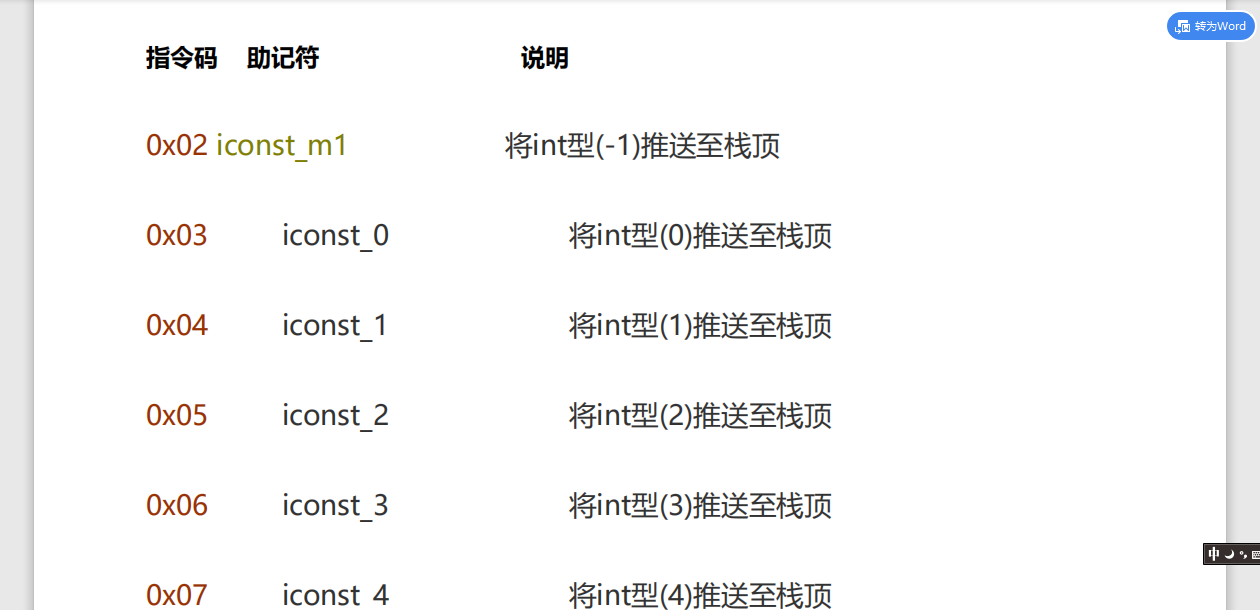 转为Word
指令码 助记符 说明
0x02 iconst_m1 将int型(-1)推送至栈顶
0x03 iconst_0 将int型(0)推送至栈顶
0x04 iconst_1 将int型(1)推送至栈顶
0x05 iconst_2 将int型(2)推送至栈顶
0x06 iconst_3 将int型(3)推送至栈顶
中
0x07 iconst_4 将int型(4)推送至栈顶